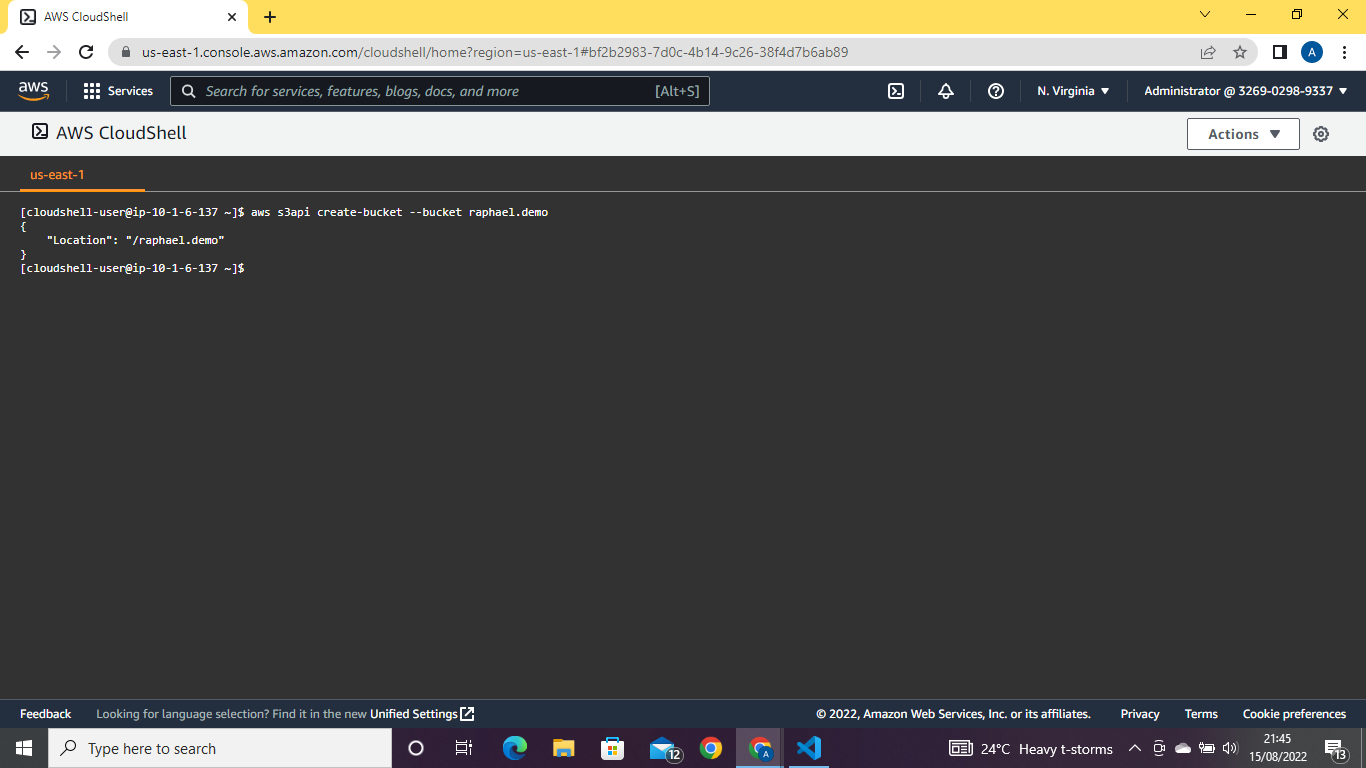 AWS CloudShell
us-east-1.console.aws.amazon.com/cloudshell/home?region=us-east-1#bf2b2983-7d0c-4b14-9c26-38f4d7b6ab89
A
aws
Services
Search for services, features, blogs, docs, and more
[Alt+S]
N. Virginia
Administrator @ 3269-0298-9337
AWS CloudShell
Actions
us-east-1
[cloudshell-user@ip-10-1-6-137 ~]$ aws s3api create-bucket --bucket raphael.demo
{
"Location": "/raphael.demo"
}
[cloudshell-user@ip-10-1-6-137 ~]$
Feedback
Looking for language selection? Find it in the new Unified Settings
© 2022, Amazon Web Services, Inc. or its affiliates.
Privacy
Terms
Cookie preferences
Type here to search
12
A
24°C Heavy t-storms
21:45
15/08/2022
13